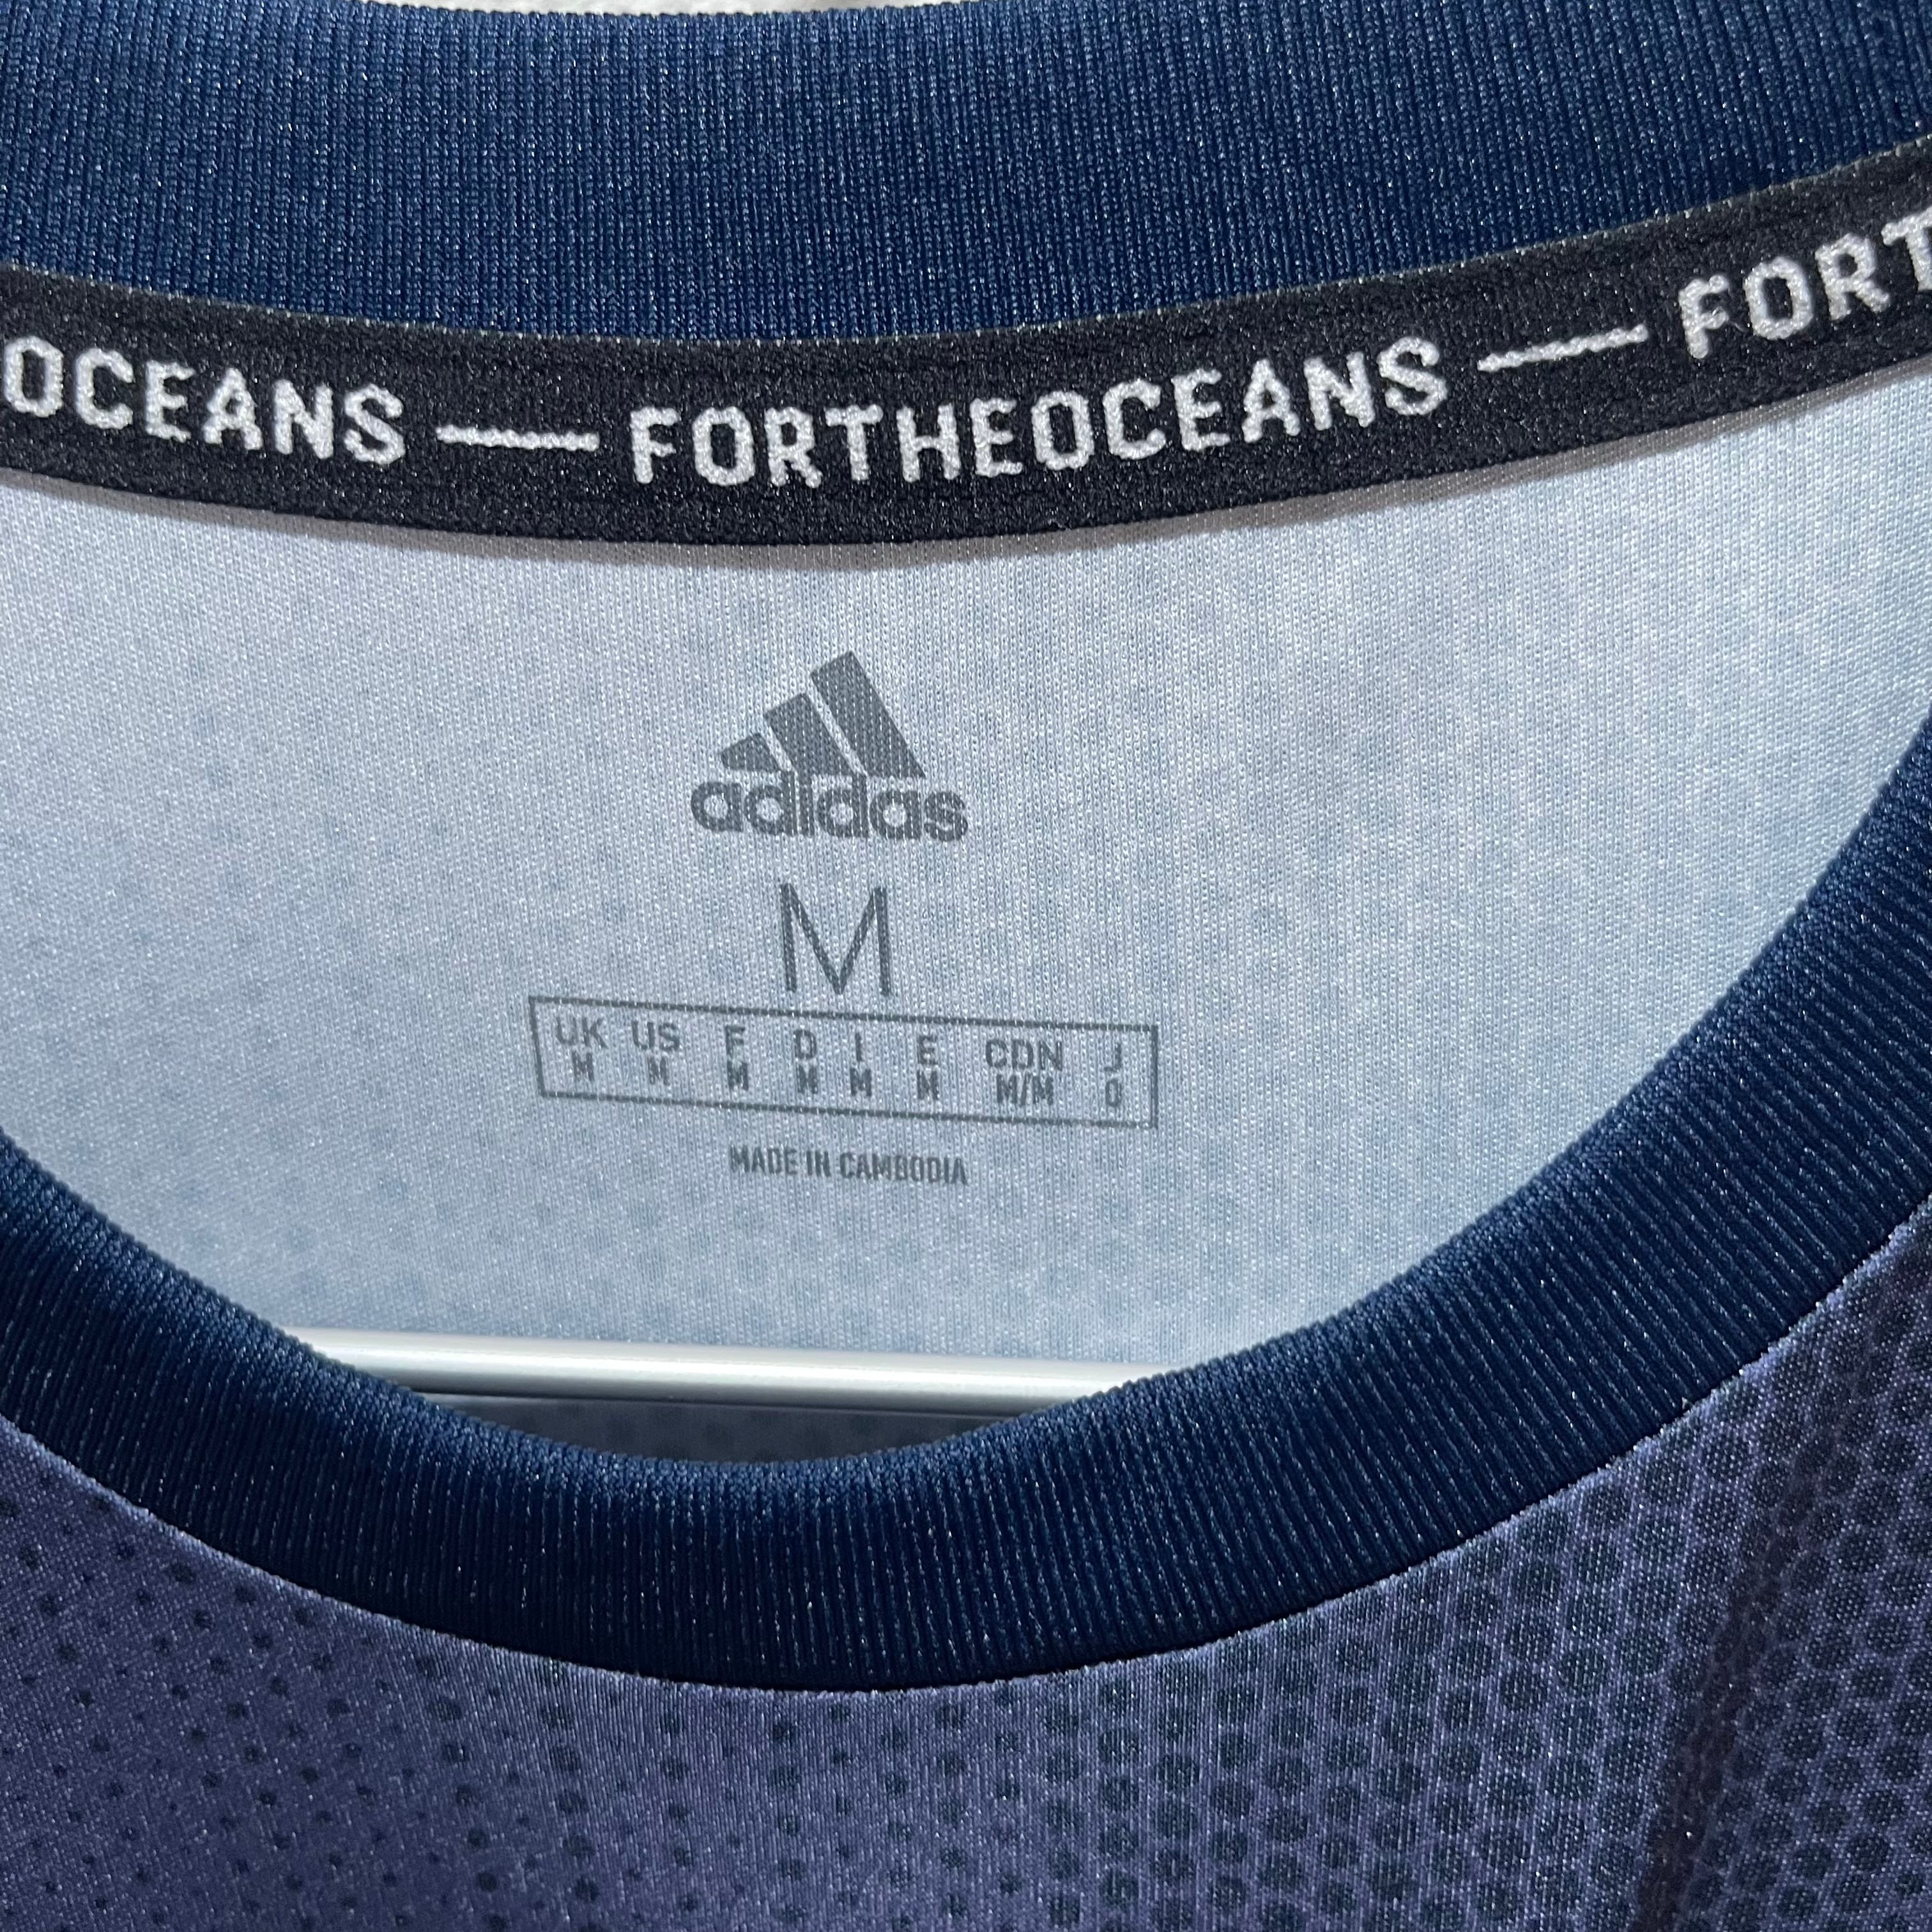 OCEANS — FORTHEOCEANS — FORT
adidas
M
UK US F D I E CDN J
M M M M M M M/M O
MADE IN CAMBODIA